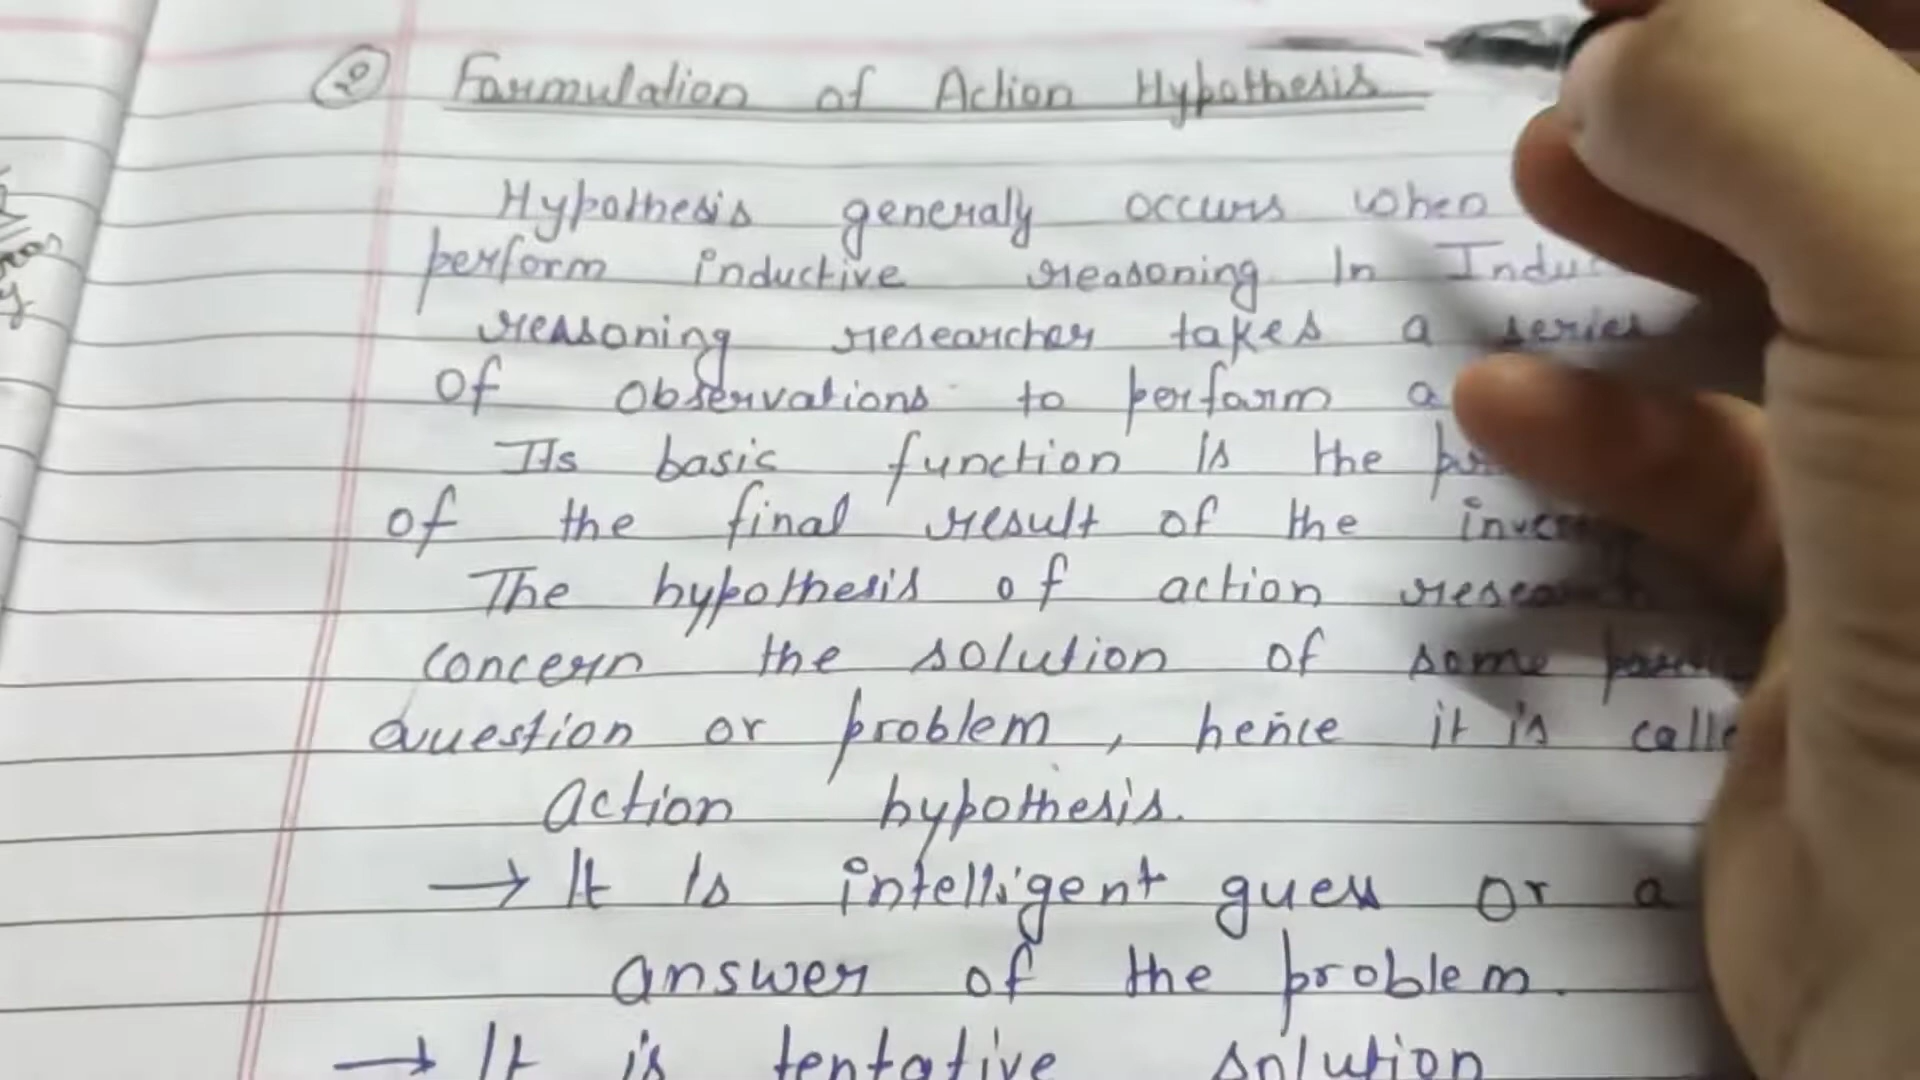 ② Formulation of Action Hypothesis
Hypothesis generaly occurs when
perform inductive reasoning In
reasoning researcher takes a series
of observations to perform a
Its basic function is the
of the final result of the
The hypothesis of action
concern the solution of some
Question or problem, hence it is
action hypothesis.
→ It is intelligent guess or a
answer of the problem.
→ It is tentative solution